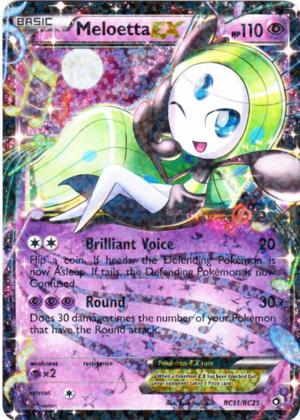 BASIC
Meloetta EX HP110
Brilliant Voice 20
Flip a coin. If heads, the Defending Pokémon is
now Asleep. If tails, the Defending Pokémon is now
Confused.
Round 30
Does 30 damage times the number of your Pokémon
that have the Round attack.
weakness resistance
×2
Pokémon-EX rule
When a Pokémon-EX has been Knocked Out,
your opponent takes 2 Prize cards.
RC11/RC25